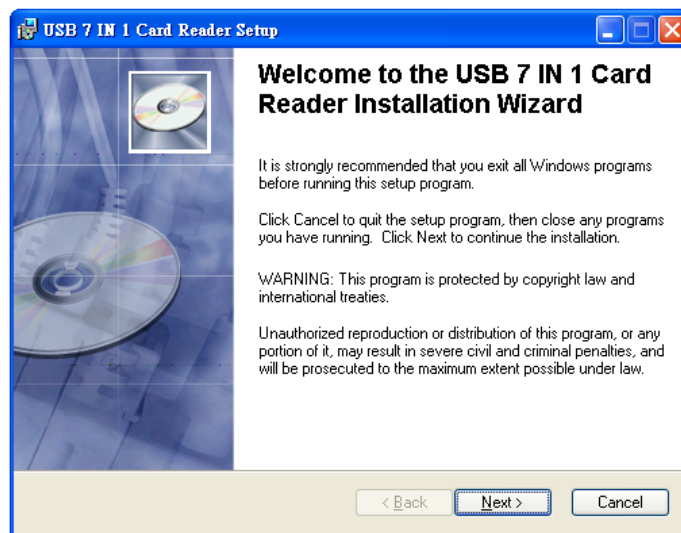 USB 7 IN 1 Card Reader Setup
Welcome to the USB 7 IN 1 Card
Reader Installation Wizard
It is strongly recommended that you exit all Windows programs
before running this setup program.
Click Cancel to quit the setup program, then close any programs
you have running. Click Next to continue the installation.
WARNING: This program is protected by copyright law and
international treaties.
Unauthorized reproduction or distribution of this program, or any
portion of it, may result in severe civil and criminal penalties, and
will be prosecuted to the maximum extent possible under law.
< Back Next > Cancel